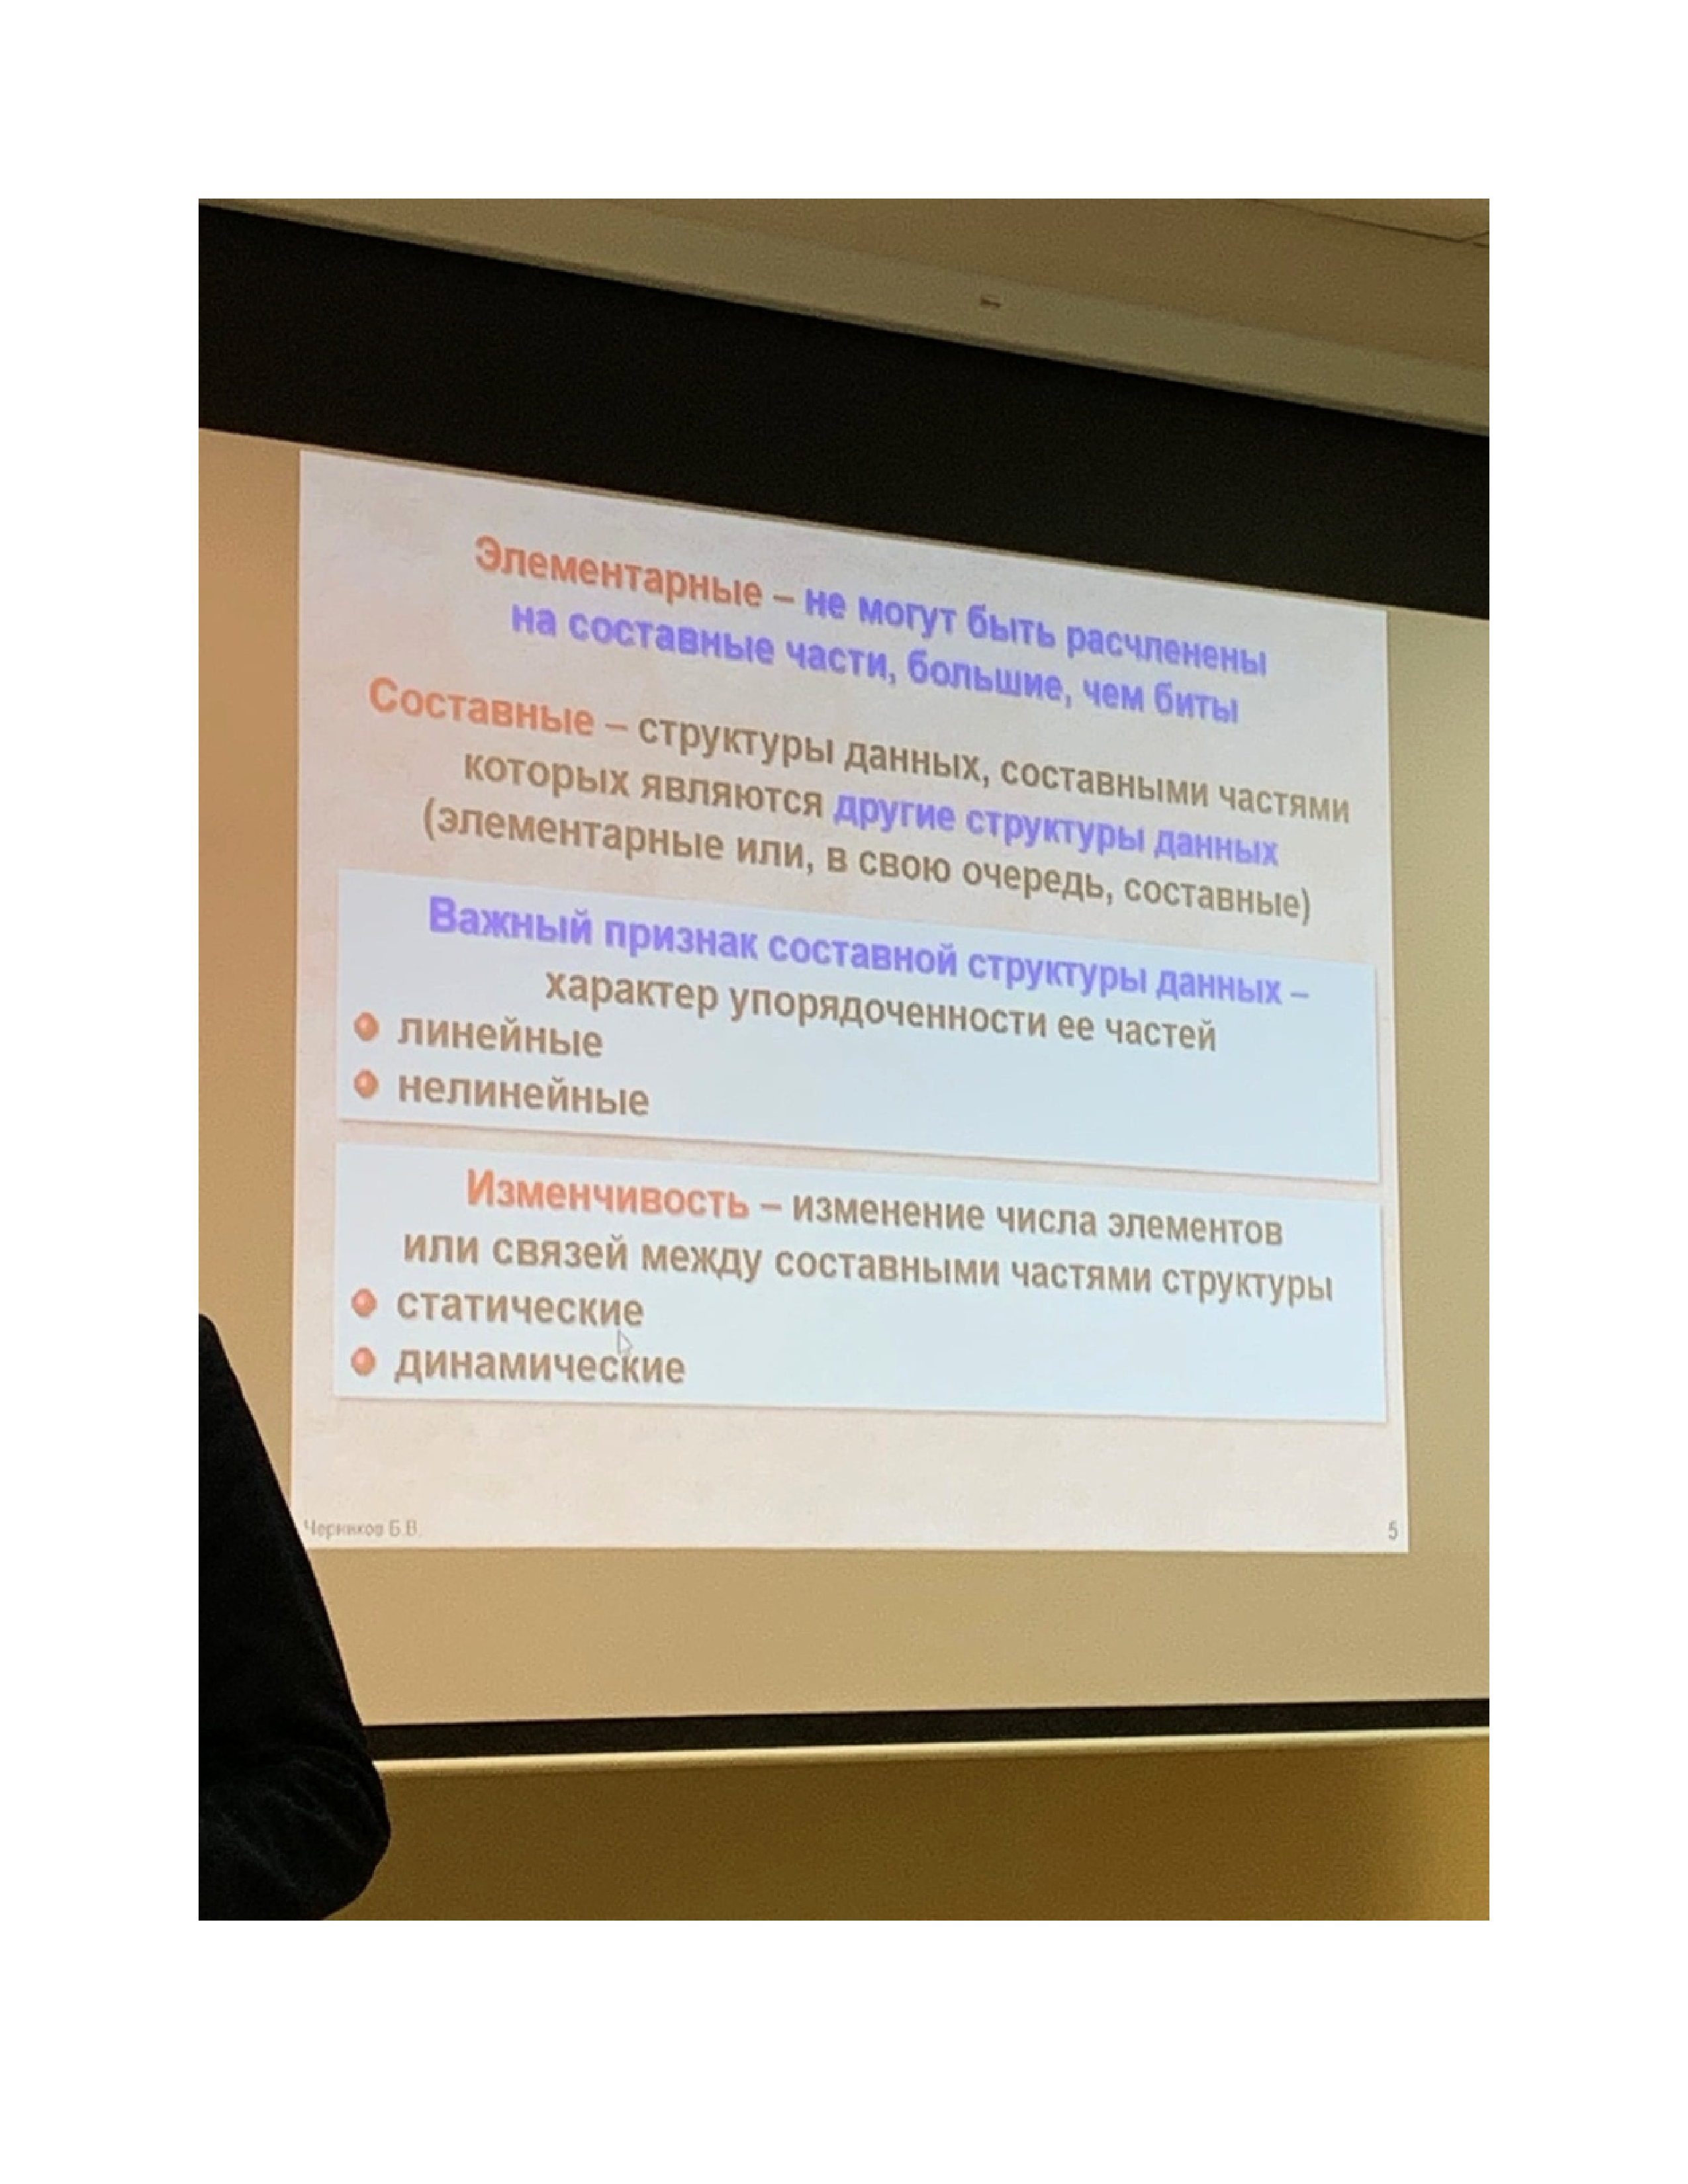 Элементарные – не могут быть расчленены
на составные части, большие, чем биты
Составные – структуры данных, составными частями
которых являются другие структуры данных
(элементарные или, в свою очередь, составные)
Важный признак составной структуры данных –
характер упорядоченности ее частей
линейные
нелинейные
Изменчивость – изменение числа элементов
или связей между составными частями структуры
статические
динамические
Черников Б.В.
5